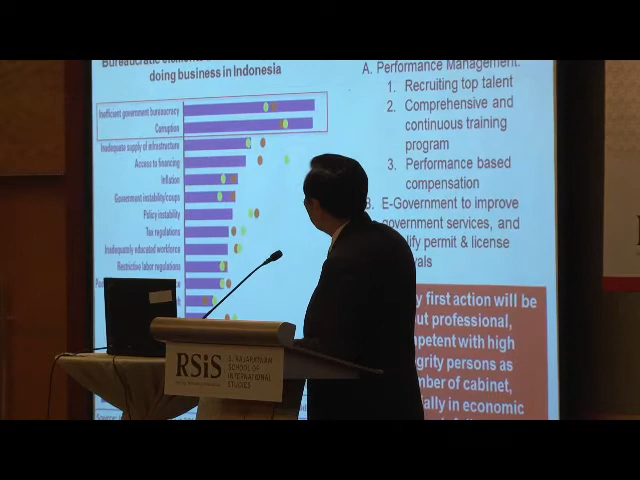 doing business in Indonesia
Inefficient government bureaucracy
Corruption
Inadequate supply of infrastructure
Access to financing
Inflation
Government instability/coups
Policy instability
Tax regulations
Inadequately educated workforce
Restrictive labor regulations
A. Performance Management:
1. Recruiting top talent
2. Comprehensive and
continuous training
program
3. Performance based
compensation
B. E-Government to improve
government services, and
permit & license
first action will be
professional,
with high
persons as
of cabinet,
in economic
RSiS
S. RAJARATNAM
SCHOOL OF
INTERNATIONAL
STUDIES